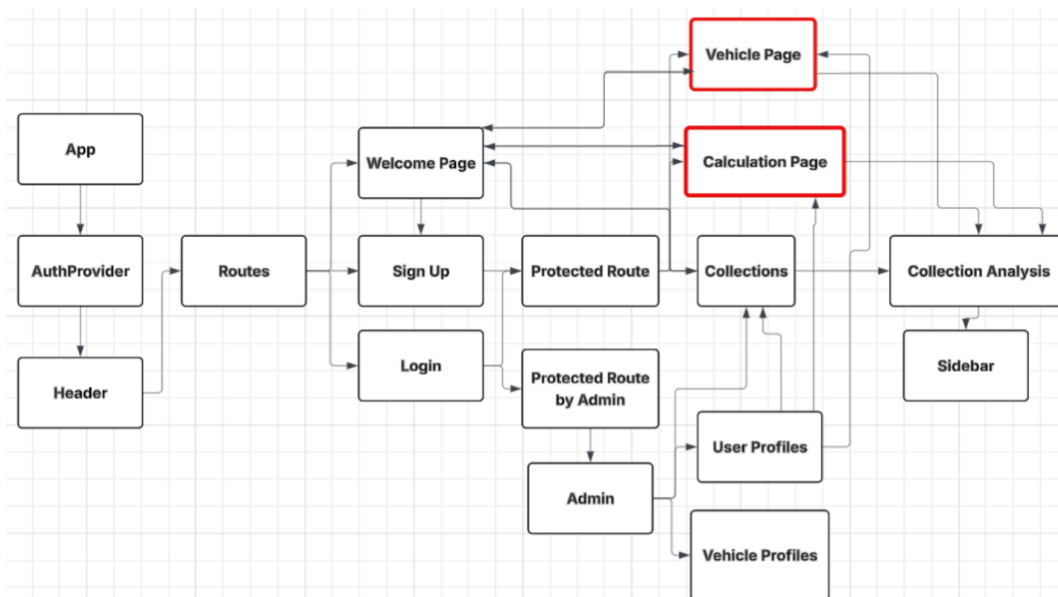 Vehicle Page
App
Welcome Page
Calculation Page
AuthProvider
Routes
Sign Up
Protected Route
Collections
Collection Analysis
Header
Login
Protected Route
by Admin
Sidebar
User Profiles
Admin
Vehicle Profiles